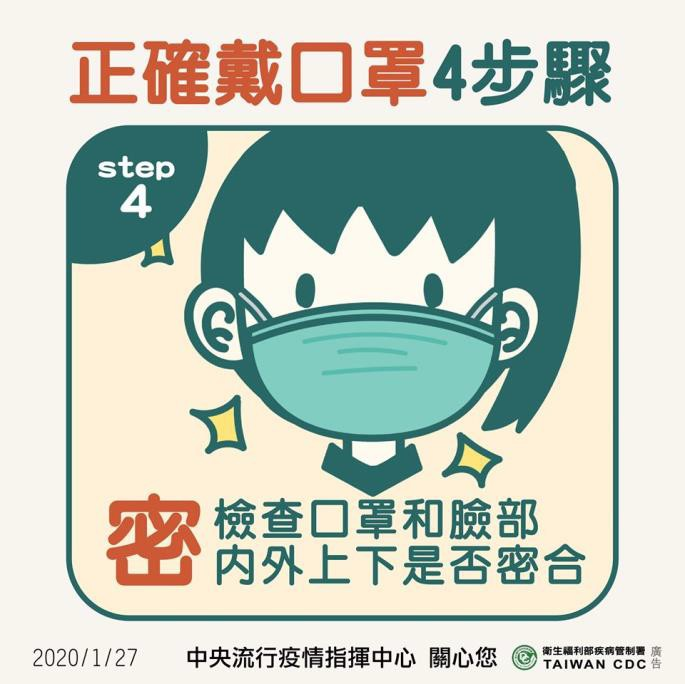 正確戴口罩4步驟
step
4
密
檢查口罩和臉部
內外上下是否密合
2020/1/27
中央流行疫情指揮中心 關心您
衛生福利部疾病管制署
TAIWAN CDC
廣告